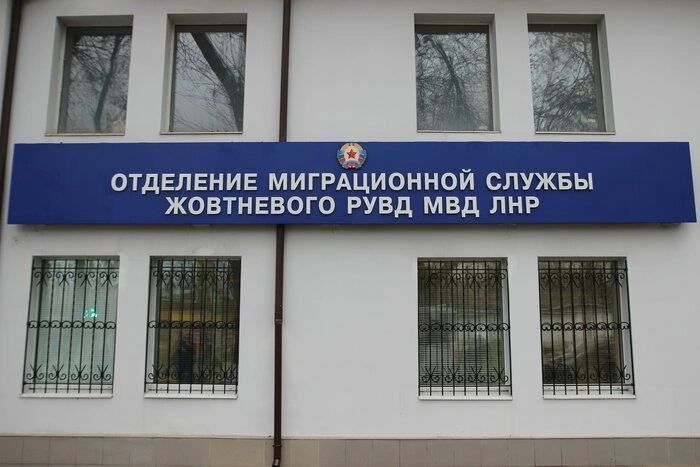 ОТДЕЛЕНИЕ МИГРАЦИОННОЙ СЛУЖБЫ
ЖОВТНЕВОГО РУВД МВД ЛНР